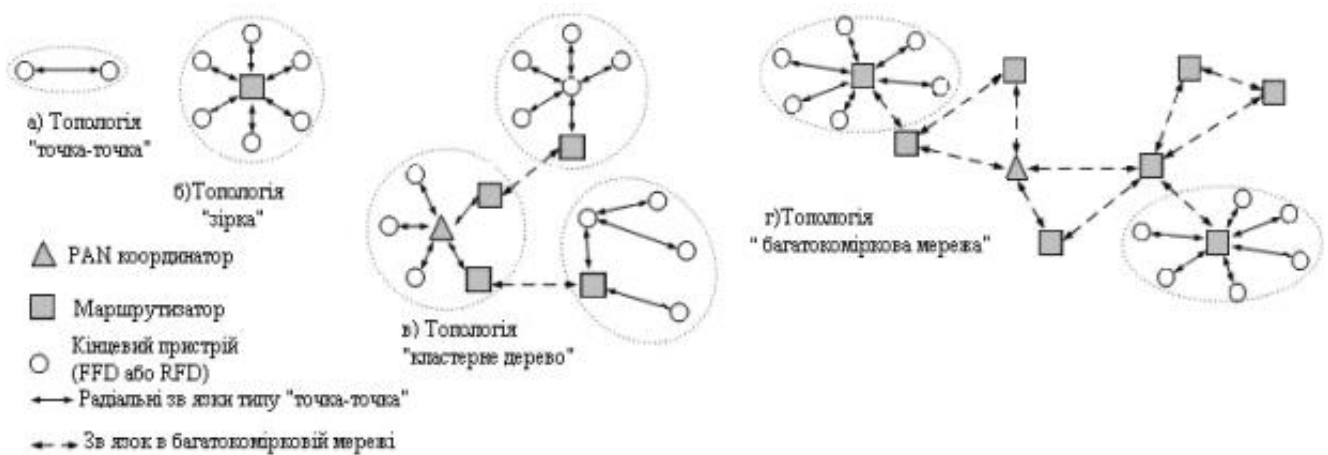 а) Топологія
"точка-точка"
б)Топологія
"зірка"
PAN координатор
Маршрутизатор
Кінцевий пристрій
(FFD або RFD)
Радіальні зв язки типу "точка-точка"
Зв язок в багатокомірковій мережі
в) Топологія
"кластерне дерево"
г)Топологія
" багатокоміркова мережа"